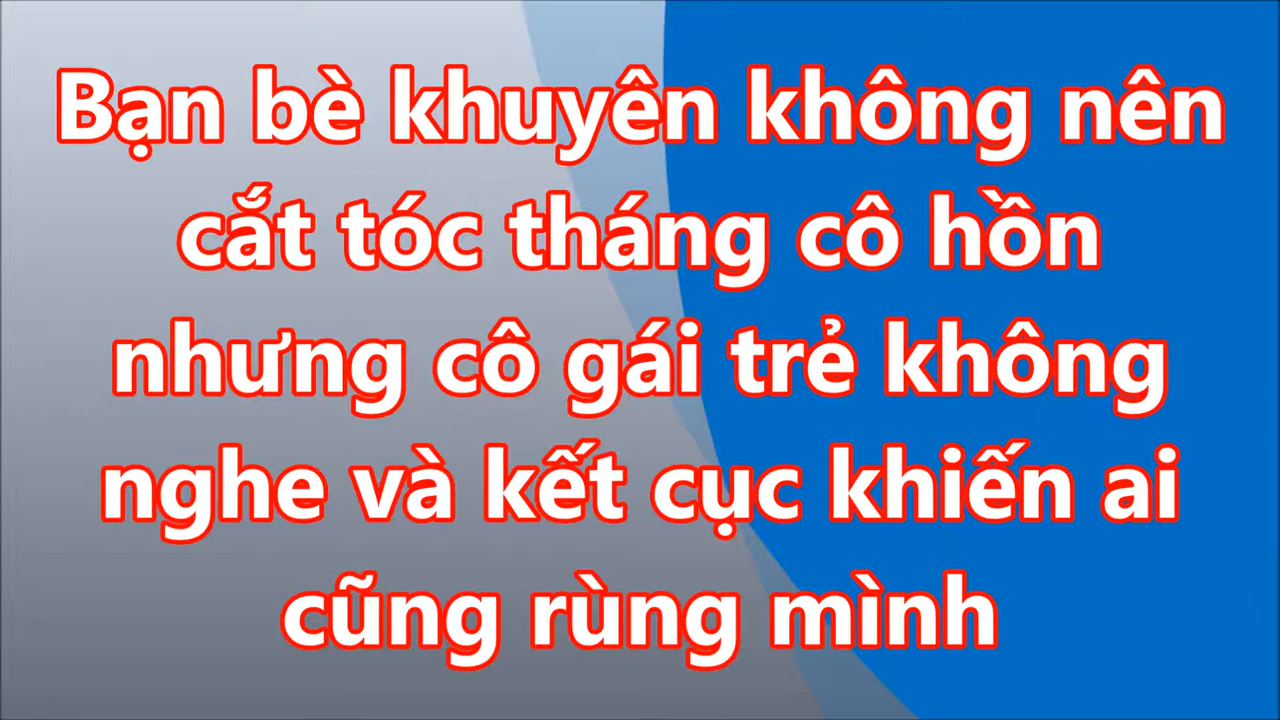 Bạn bè khuyên không nên
cắt tóc tháng cô hồn
nhưng cô gái trẻ không
nghe và kết cục khiến ai
cũng rùng mình